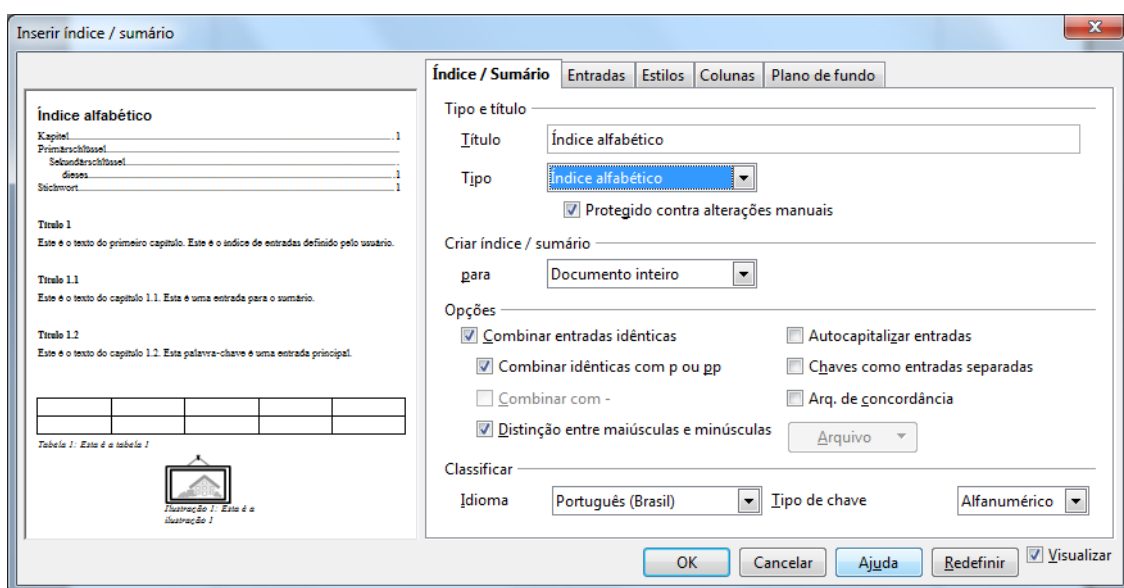 Inserir índice / sumário
Índice / Sumário Entradas Estilos Colunas Plano de fundo
Índice alfabético
Kapitel 1
Primärschlüssel
Sekundärschlüssel
dieses 1
Stichwort 1
Título 1
Este é o texto do primeiro capítulo. Este é o índice de entradas definido pelo usuário.
Título 1.1
Este é o texto do capítulo 1.1. Esta é uma entrada para o sumário.
Título 1.2
Este é o texto do capítulo 1.2. Esta palavra-chave é uma entrada principal.
Tabela 1: Esta é a tabela 1
Ilustração 1: Esta é a
ilustração 1
Tipo e título
Título Índice alfabético
Tipo Índice alfabético
Protegido contra alterações manuais
Criar índice / sumário
para Documento inteiro
Opções
Combinar entradas idênticas Autocapitalizar entradas
Combinar idênticas com p ou pp Chaves como entradas separadas
Combinar com - Arq. de concordância
Distinção entre maiúsculas e minúsculas Arquivo
Classificar
Idioma Português (Brasil) Tipo de chave Alfanumérico
OK Cancelar Ajuda Redefinir Visualizar